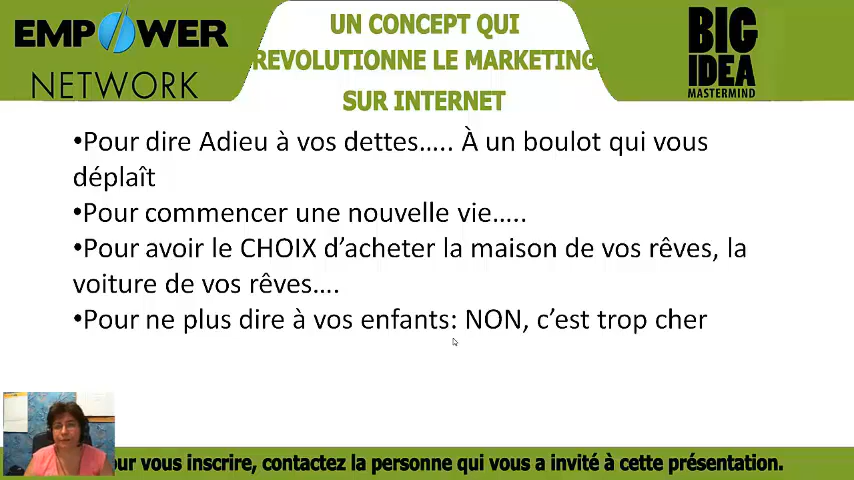 EMPOWER
NETWORK
UN CONCEPT QUI
REVOLUTIONNE LE MARKETING
SUR INTERNET
BIG
IDEA
MASTERMIND
•Pour dire Adieu à vos dettes….. À un boulot qui vous
déplaît
•Pour commencer une nouvelle vie…..
•Pour avoir le CHOIX d’acheter la maison de vos rêves, la
voiture de vos rêves….
•Pour ne plus dire à vos enfants: NON, c’est trop cher
our vous inscrire, contactez la personne qui vous a invité à cette présentation.